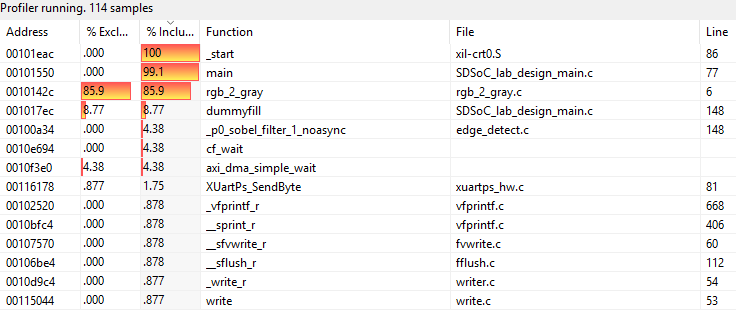 Profiler running. 114 samples
Address % Excl... % Inclu... Function File Line
00101eac .000 100 _start xil-crt0.S 86
00101550 .000 99.1 main SDSoC_lab_design_main.c 77
0010142c 85.9 85.9 rgb_2_gray rgb_2_gray.c 6
001017ec 8.77 8.77 dummyfill SDSoC_lab_design_main.c 148
00100a34 .000 4.38 _p0_sobel_filter_1_noasync edge_detect.c 148
0010e694 .000 4.38 cf_wait
0010f3e0 4.38 4.38 axi_dma_simple_wait
00116178 .877 1.75 XUartPs_SendByte xuartps_hw.c 81
00102520 .000 .878 _vfprintf_r vfprintf.c 668
0010bfc4 .000 .878 __sprint_r vfprintf.c 406
00107570 .000 .878 __sfvwrite_r fvwrite.c 60
00106be4 .000 .878 __sflush_r fflush.c 112
0010d9c4 .000 .877 _write_r writer.c 54
00115044 .000 .877 write write.c 53